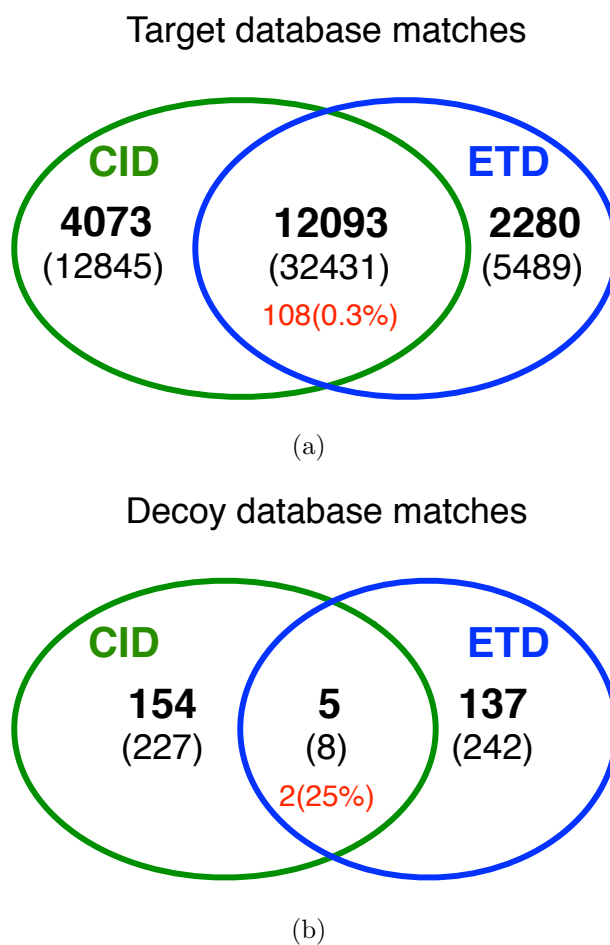 Target database matches
CID ETD
4073 12093 2280
(12845) (32431) (5489)
108(0.3%)
(a)
Decoy database matches
CID ETD
154 5 137
(227) (8) (242)
2(25%)
(b)